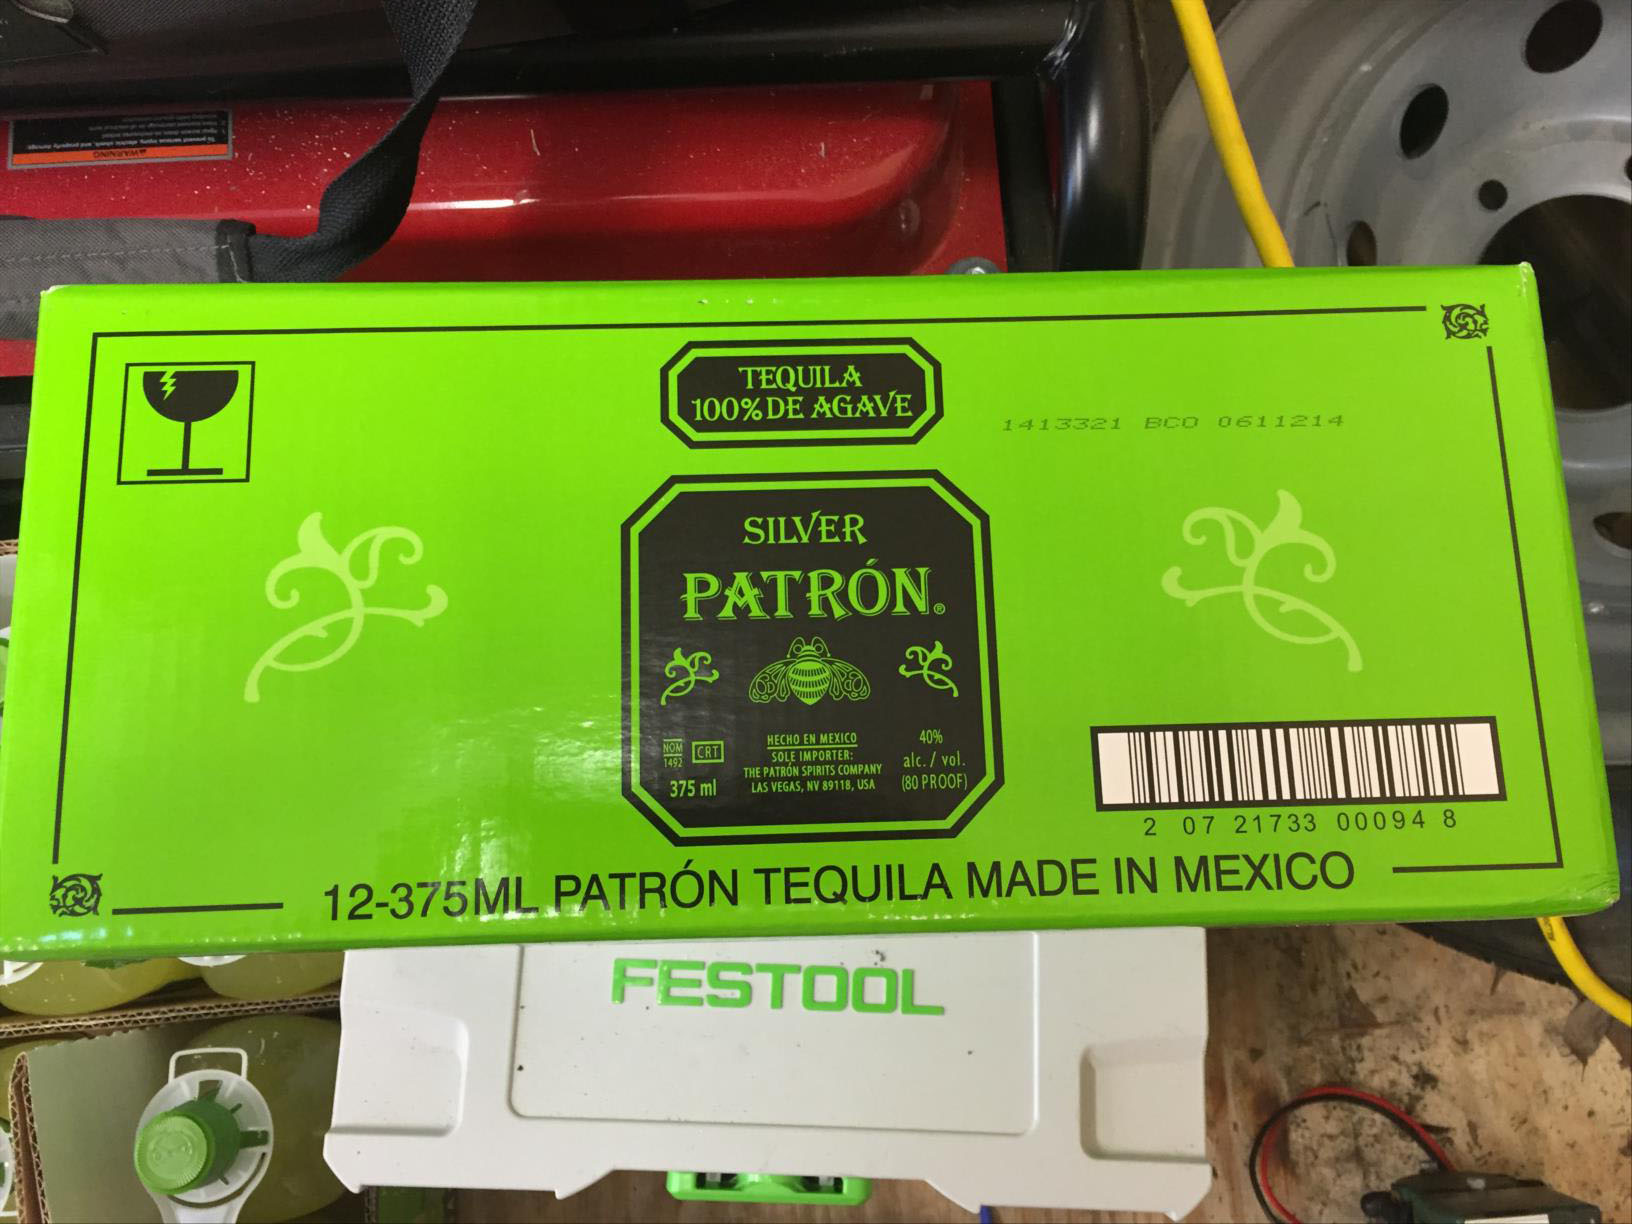 WARNING
TEQUILA
100% DE AGAVE
1413321 BCO 0611214
SILVER
PATRÓN®
NOM
1492
CRT
375 ml
HECHO EN MEXICO
SOLE IMPORTER:
THE PATRÓN SPIRITS COMPANY
LAS VEGAS, NV 89118, USA
40%
alc. / vol.
(80 PROOF)
2 07 21733 00094 8
12-375ML PATRÓN TEQUILA MADE IN MEXICO
FESTOOL